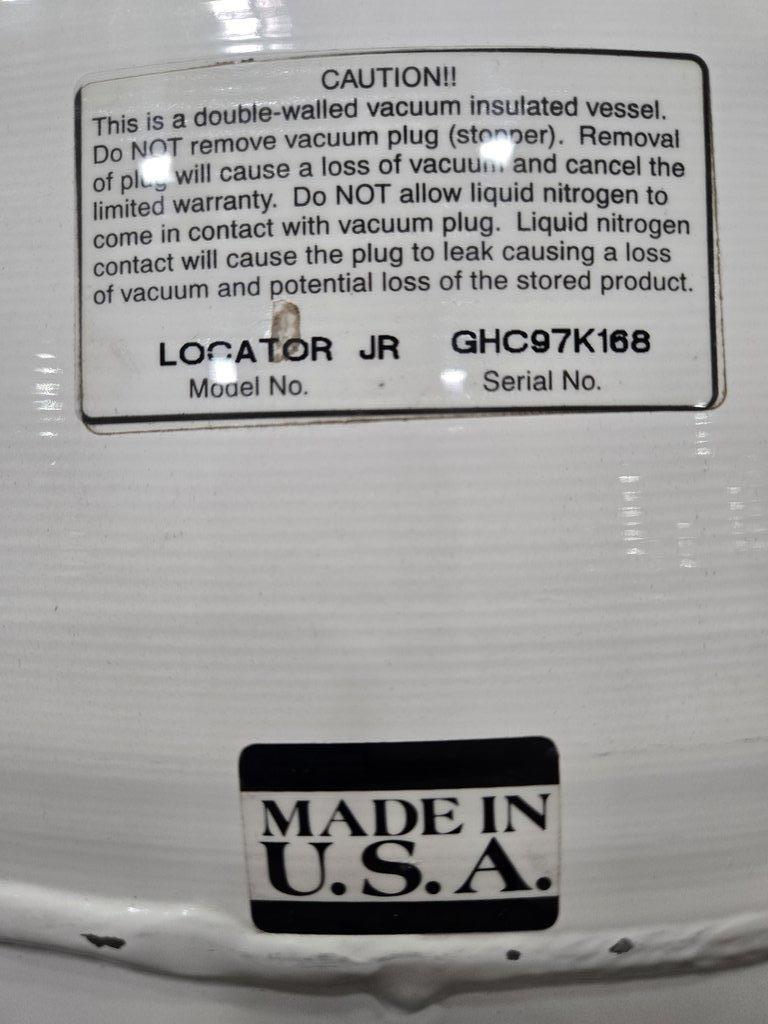 CAUTION!!
This is a double-walled vacuum insulated vessel.
Do NOT remove vacuum plug (stopper). Removal
of plug will cause a loss of vacuum and cancel the
limited warranty. Do NOT allow liquid nitrogen to
come in contact with vacuum plug. Liquid nitrogen
contact will cause the plug to leak causing a loss
of vacuum and potential loss of the stored product.
LOCATOR JR GHC97K168
Model No. Serial No.
MADE IN
U.S.A.